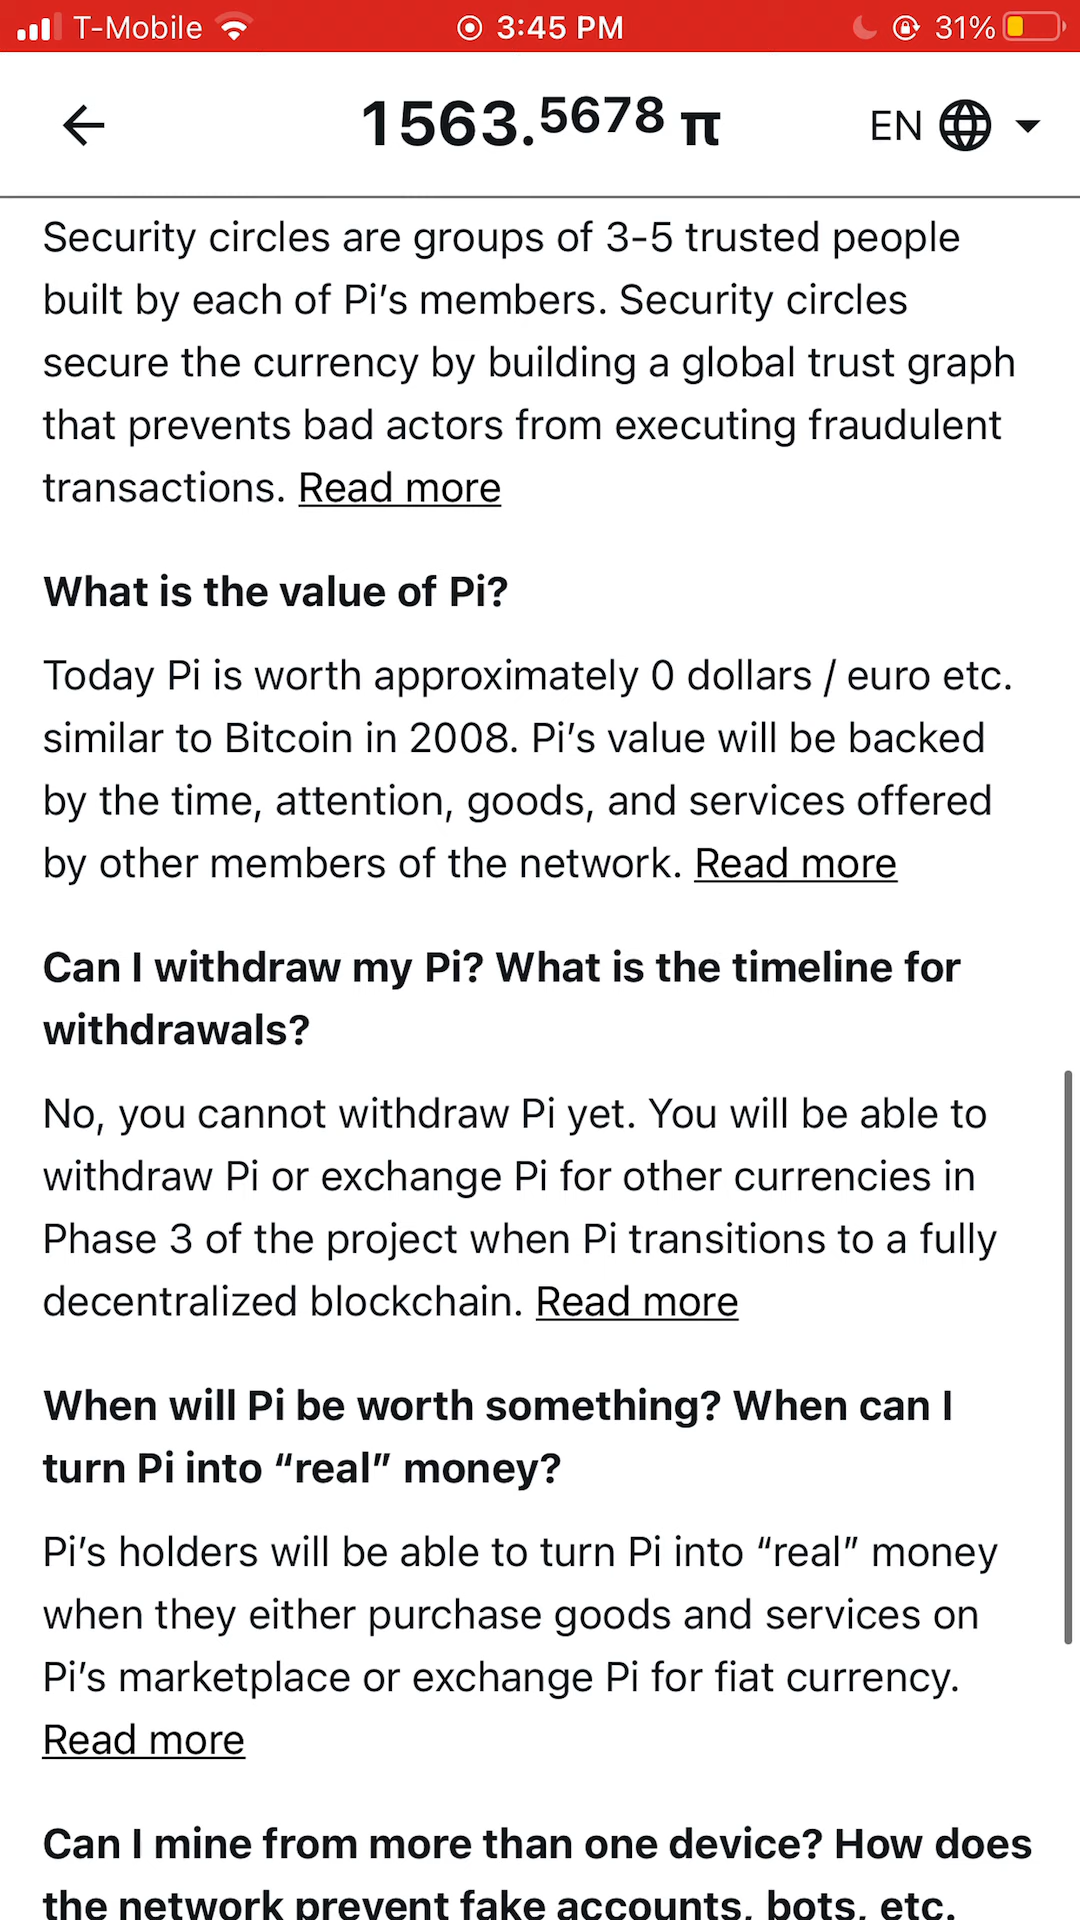 T-Mobile 3:45 PM 31%
1563.5678 π EN
Security circles are groups of 3-5 trusted people
built by each of Pi’s members. Security circles
secure the currency by building a global trust graph
that prevents bad actors from executing fraudulent
transactions. Read more
What is the value of Pi?
Today Pi is worth approximately 0 dollars / euro etc.
similar to Bitcoin in 2008. Pi’s value will be backed
by the time, attention, goods, and services offered
by other members of the network. Read more
Can I withdraw my Pi? What is the timeline for
withdrawals?
No, you cannot withdraw Pi yet. You will be able to
withdraw Pi or exchange Pi for other currencies in
Phase 3 of the project when Pi transitions to a fully
decentralized blockchain. Read more
When will Pi be worth something? When can I
turn Pi into “real” money?
Pi’s holders will be able to turn Pi into “real” money
when they either purchase goods and services on
Pi’s marketplace or exchange Pi for fiat currency.
Read more
Can I mine from more than one device? How does
the network prevent fake accounts, bots, etc.